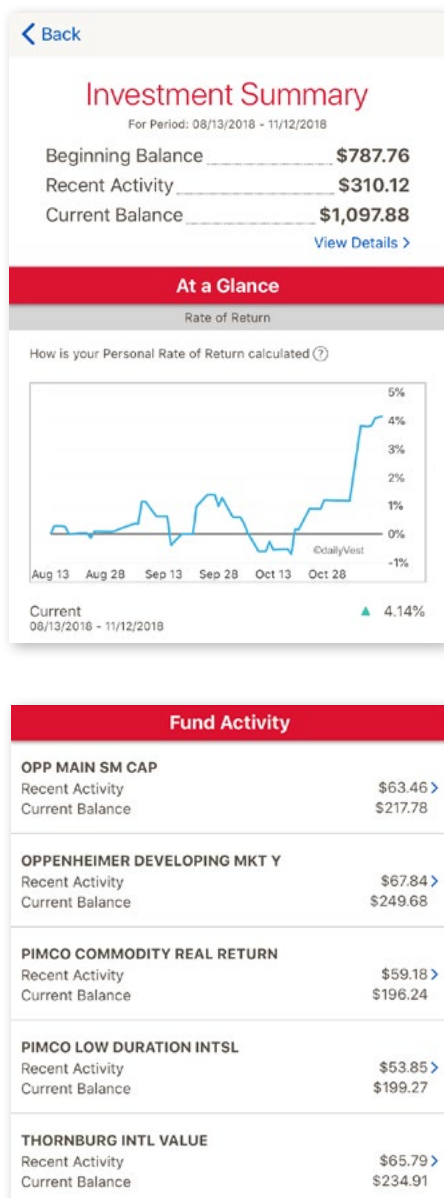 Back
Investment Summary
For Period: 08/13/2018 - 11/12/2018
Beginning Balance $787.76
Recent Activity $310.12
Current Balance $1,097.88
View Details >
At a Glance
Rate of Return
How is your Personal Rate of Return calculated ?
5%
4%
3%
2%
1%
0%
-1%
©dailyVest
Aug 13 Aug 28 Sep 13 Sep 28 Oct 13 Oct 28
Current ▲ 4.14%
08/13/2018 - 11/12/2018
Fund Activity
OPP MAIN SM CAP
Recent Activity $63.46 >
Current Balance $217.78
OPPENHEIMER DEVELOPING MKT Y
Recent Activity $67.84 >
Current Balance $249.68
PIMCO COMMODITY REAL RETURN
Recent Activity $59.18 >
Current Balance $196.24
PIMCO LOW DURATION INTSL
Recent Activity $53.85 >
Current Balance $199.27
THORNBURG INTL VALUE
Recent Activity $65.79 >
Current Balance $234.91